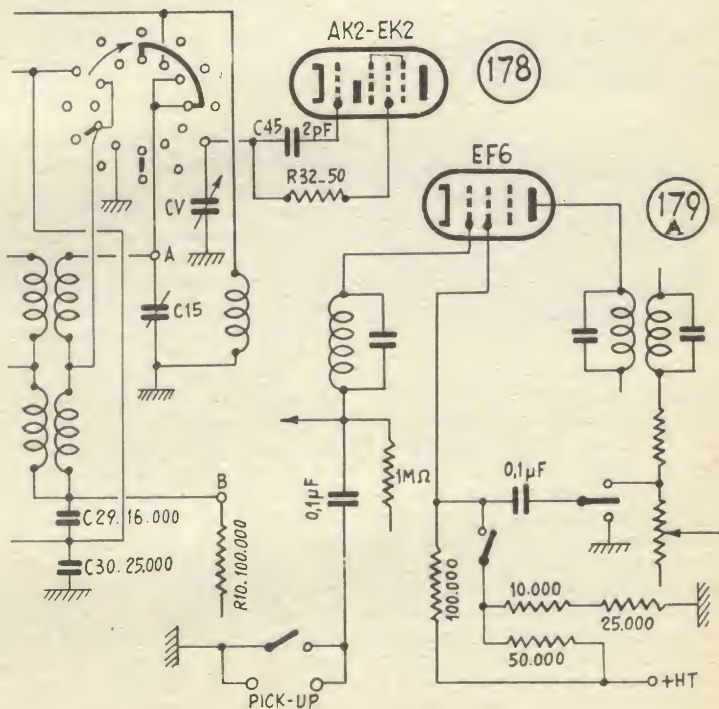 AK2-EK2
178
C45
2pF
R32_50
CV
EF6
179
A
A
C15
B
C29.16.000
C30.25.000
R10.100.000
0,1µF
1MΩ
0,1µF
100.000
10.000
25.000
50.000
+HT
PICK-UP